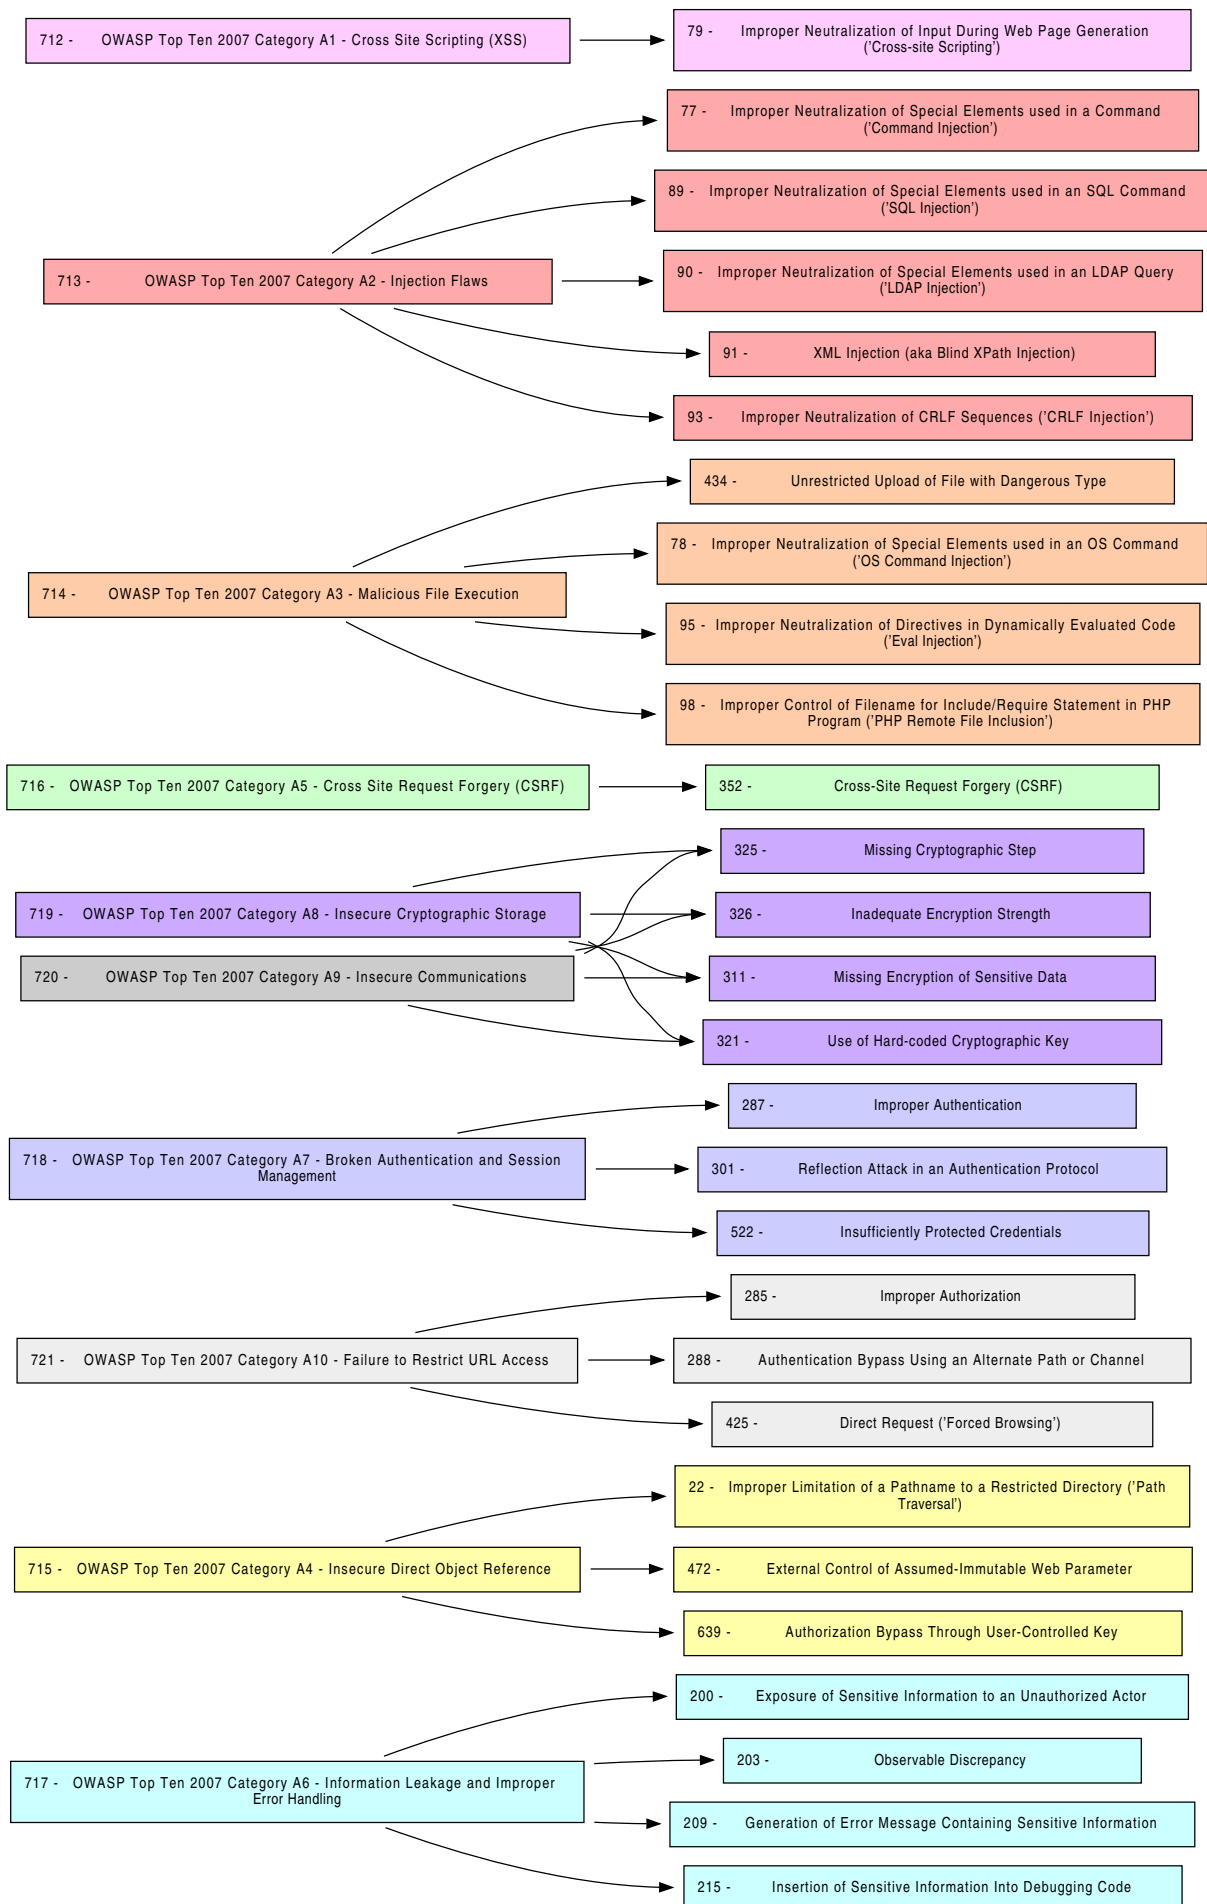 712 - OWASP Top Ten 2007 Category A1 - Cross Site Scripting (XSS)
79 - Improper Neutralization of Input During Web Page Generation
('Cross-site Scripting')
77 - Improper Neutralization of Special Elements used in a Command
('Command Injection')
89 - Improper Neutralization of Special Elements used in an SQL Command
('SQL Injection')
713 - OWASP Top Ten 2007 Category A2 - Injection Flaws
90 - Improper Neutralization of Special Elements used in an LDAP Query
('LDAP Injection')
91 - XML Injection (aka Blind XPath Injection)
93 - Improper Neutralization of CRLF Sequences ('CRLF Injection')
434 - Unrestricted Upload of File with Dangerous Type
78 - Improper Neutralization of Special Elements used in an OS Command
('OS Command Injection')
714 - OWASP Top Ten 2007 Category A3 - Malicious File Execution
95 - Improper Neutralization of Directives in Dynamically Evaluated Code
('Eval Injection')
98 - Improper Control of Filename for Include/Require Statement in PHP
Program ('PHP Remote File Inclusion')
716 - OWASP Top Ten 2007 Category A5 - Cross Site Request Forgery (CSRF)
352 - Cross-Site Request Forgery (CSRF)
325 - Missing Cryptographic Step
719 - OWASP Top Ten 2007 Category A8 - Insecure Cryptographic Storage
326 - Inadequate Encryption Strength
720 - OWASP Top Ten 2007 Category A9 - Insecure Communications
311 - Missing Encryption of Sensitive Data
321 - Use of Hard-coded Cryptographic Key
287 - Improper Authentication
718 - OWASP Top Ten 2007 Category A7 - Broken Authentication and Session
Management
301 - Reflection Attack in an Authentication Protocol
522 - Insufficiently Protected Credentials
285 - Improper Authorization
721 - OWASP Top Ten 2007 Category A10 - Failure to Restrict URL Access
288 - Authentication Bypass Using an Alternate Path or Channel
425 - Direct Request ('Forced Browsing')
22 - Improper Limitation of a Pathname to a Restricted Directory ('Path
Traversal')
715 - OWASP Top Ten 2007 Category A4 - Insecure Direct Object Reference
472 - External Control of Assumed-Immutable Web Parameter
639 - Authorization Bypass Through User-Controlled Key
200 - Exposure of Sensitive Information to an Unauthorized Actor
203 - Observable Discrepancy
717 - OWASP Top Ten 2007 Category A6 - Information Leakage and Improper
Error Handling
209 - Generation of Error Message Containing Sensitive Information
215 - Insertion of Sensitive Information Into Debugging Code